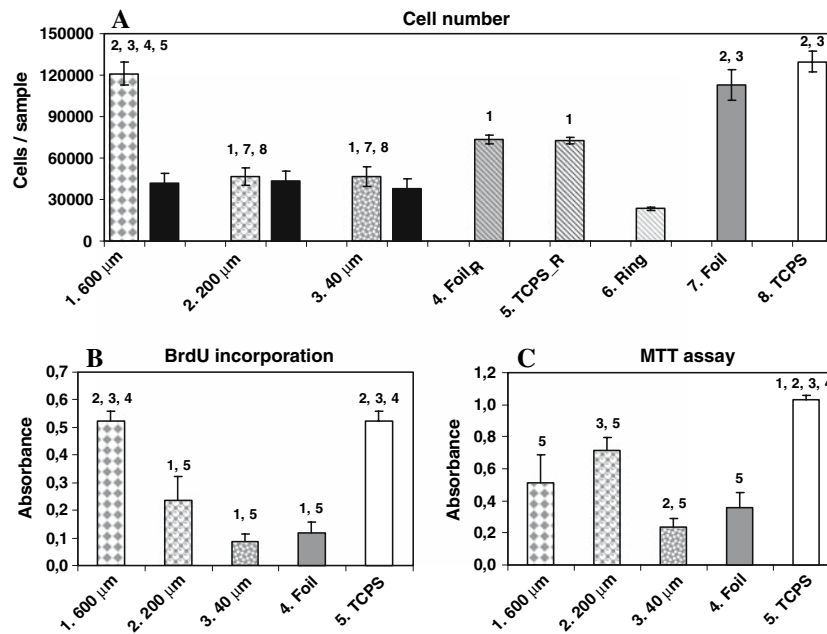 A
Cell number
Cells / sample
150000
120000
90000
60000
30000
0
2, 3, 4, 5
1, 7, 8
1, 7, 8
1
1
2, 3
2, 3
1. 600 μm
2. 200 μm
3. 40 μm
4. Foil_R
5. TCPS_R
6. Ring
7. Foil
8. TCPS
B
BrdU incorporation
Absorbance
0,7
0,6
0,5
0,4
0,3
0,2
0,1
0,0
2, 3, 4
1, 5
1, 5
1, 5
2, 3, 4
1. 600 μm
2. 200 μm
3. 40 μm
4. Foil
5. TCPS
C
MTT assay
Absorbance
1,2
1,0
0,8
0,6
0,4
0,2
0,0
5
3, 5
2, 5
5
1, 2, 3, 4
1. 600 μm
2. 200 μm
3. 40 μm
4. Foil
5. TCPS